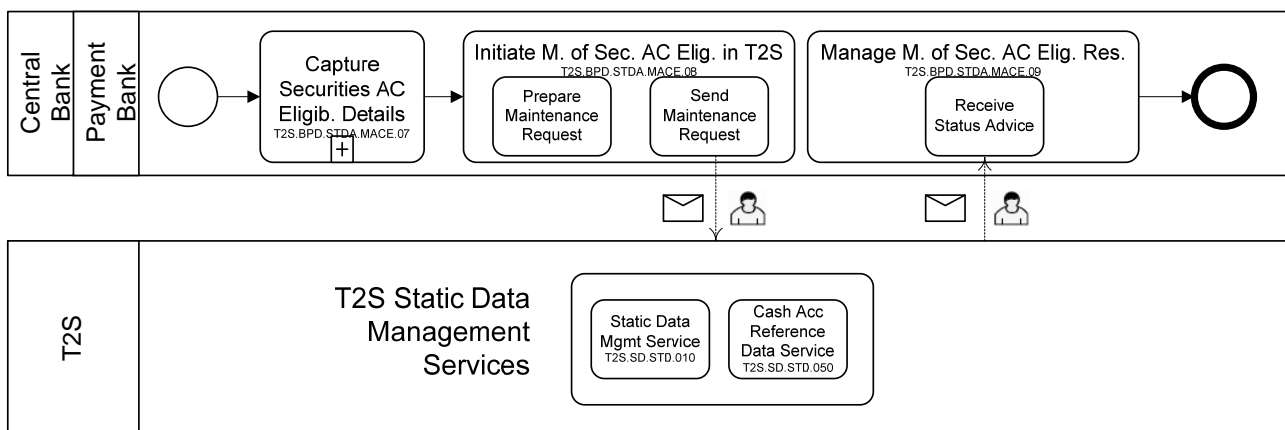 Central
Bank
Payment
Bank
Capture
Securities AC
Eligib. Details
T2S.BPD.STDA.MACE.07
+
Initiate M. of Sec. AC Elig. in T2S
T2S.BPD.STDA.MACE.08
Prepare
Maintenance
Request
Send
Maintenance
Request
Manage M. of Sec. AC Elig. Res.
T2S.BPD.STDA.MACE.09
Receive
Status Advice
T2S
T2S Static Data
Management
Services
Static Data
Mgmt Service
T2S.SD.STD.010
Cash Acc
Reference
Data Service
T2S.SD.STD.050